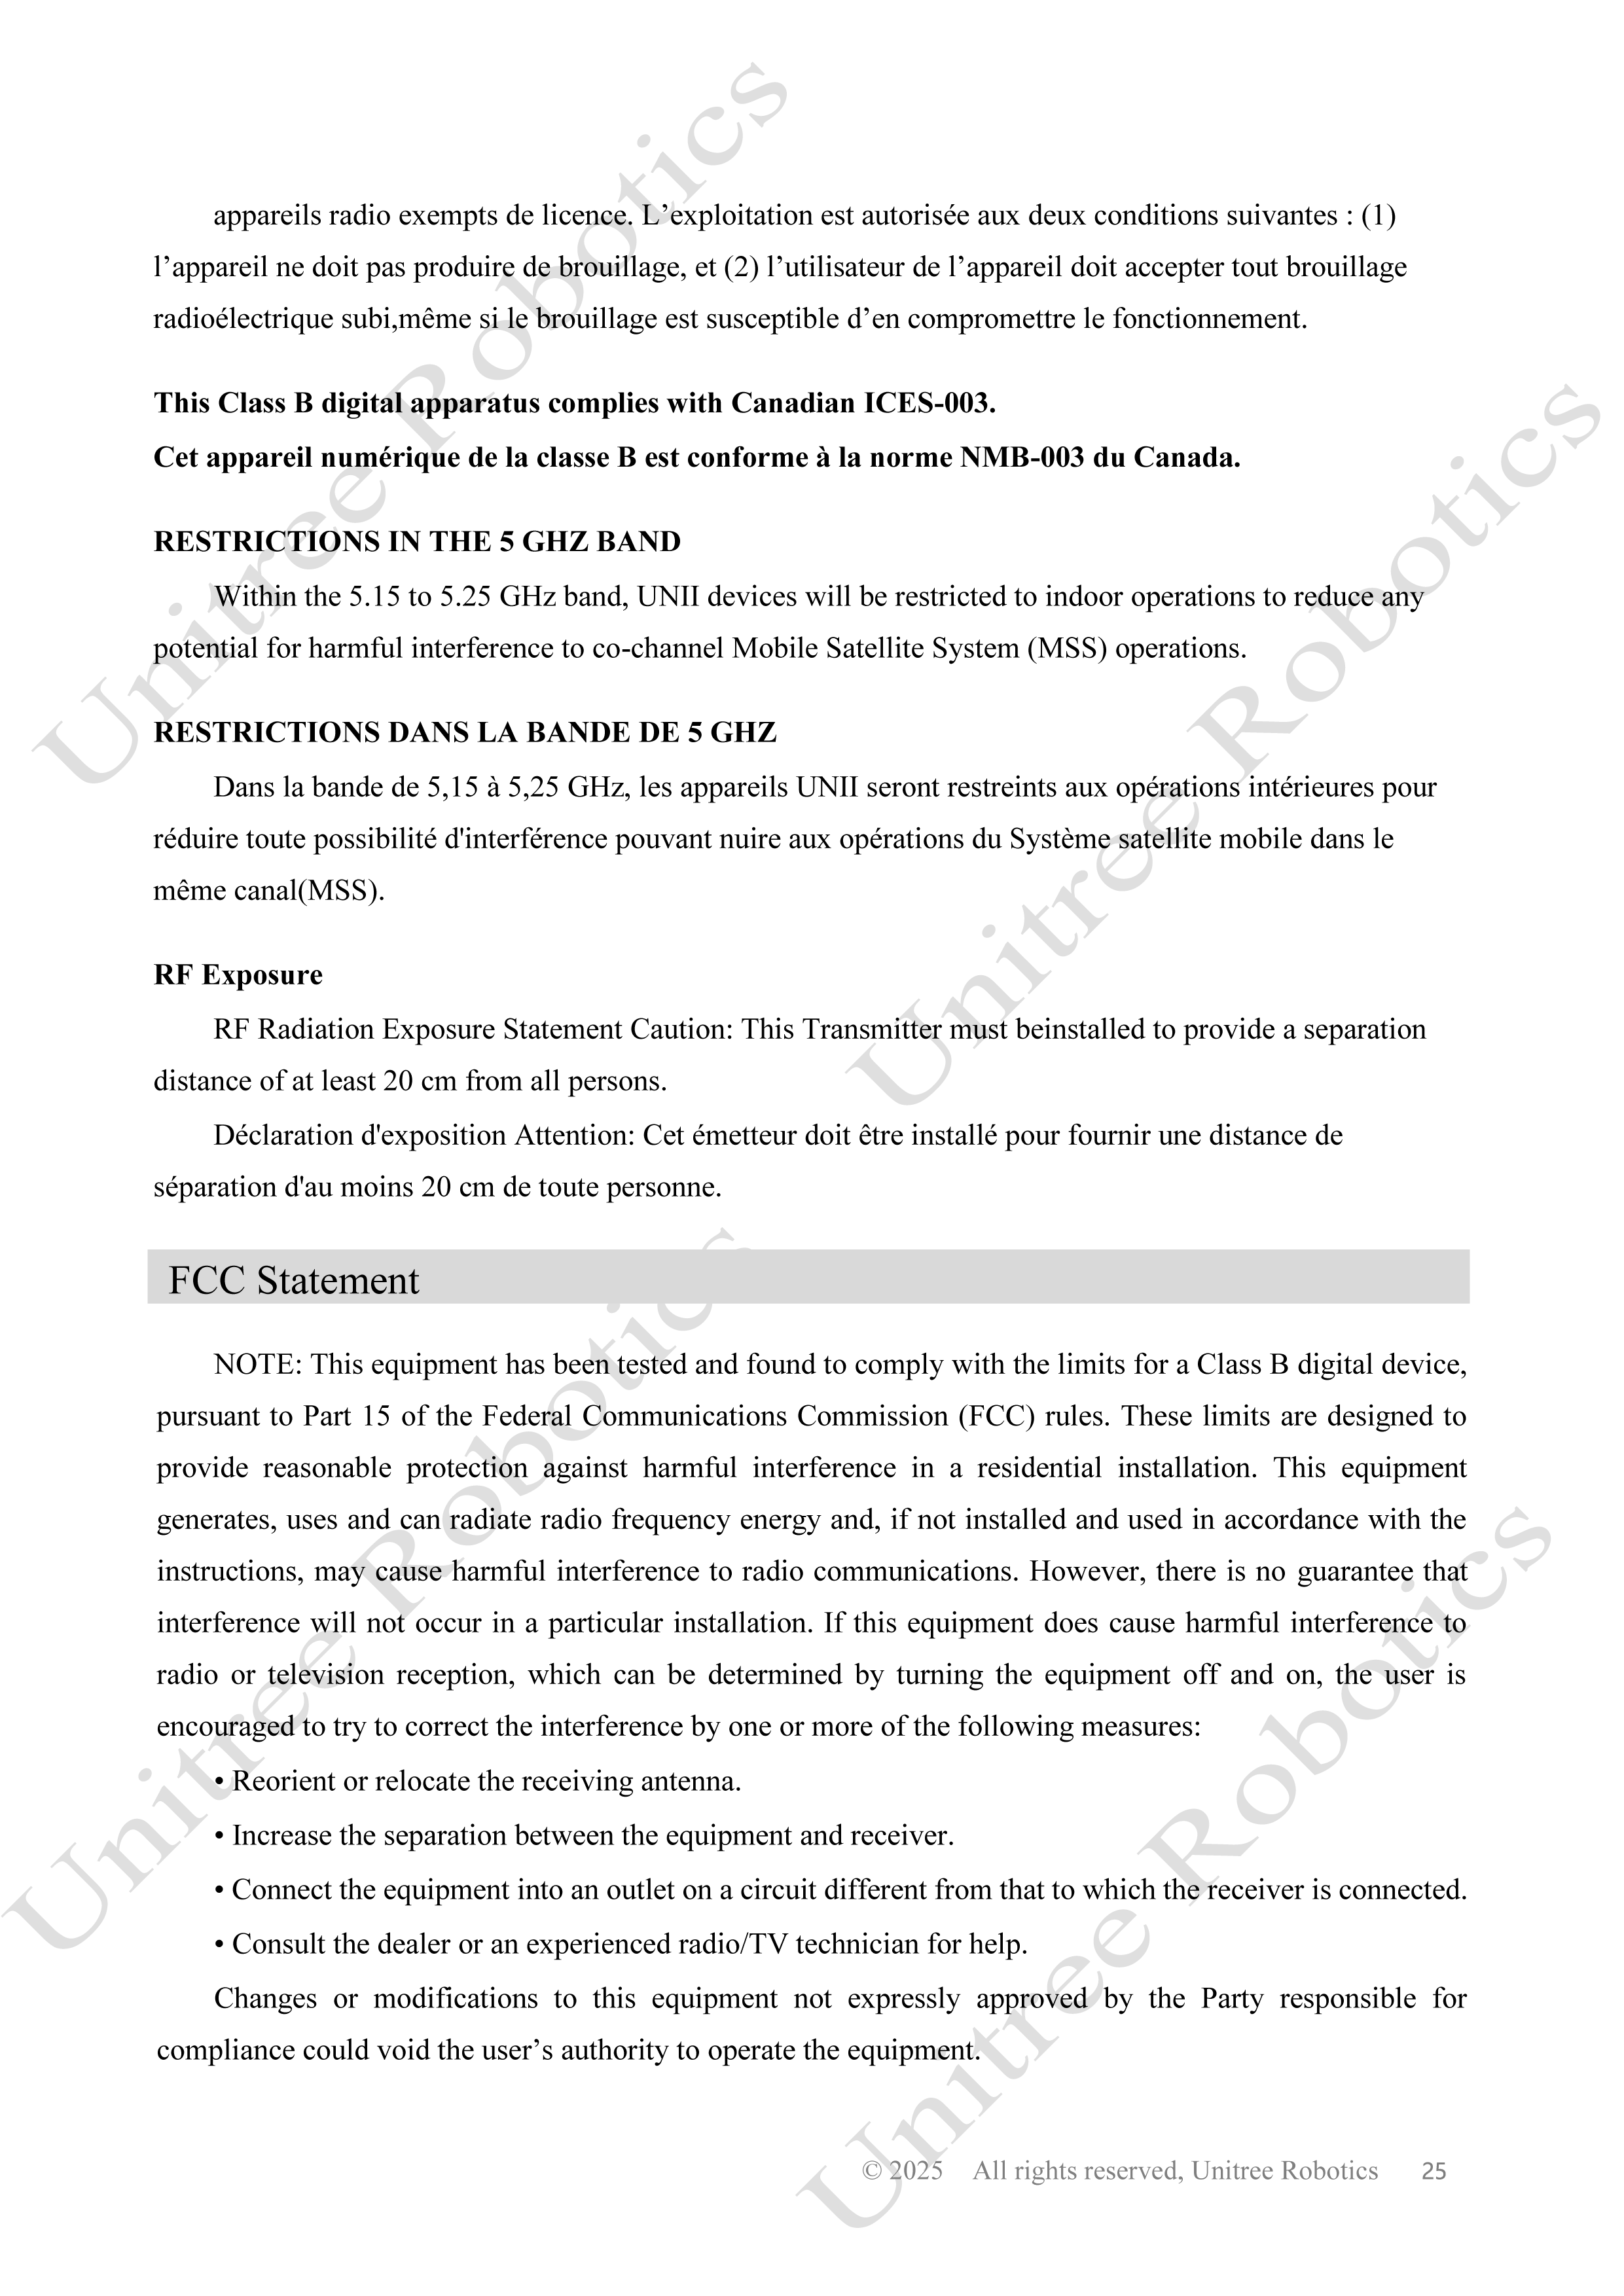 appareils radio exempts de licence. L’exploitation est autorisée aux deux conditions suivantes : (1)
l’appareil ne doit pas produire de brouillage, et (2) l’utilisateur de l’appareil doit accepter tout brouillage
radioélectrique subi,même si le brouillage est susceptible d’en compromettre le fonctionnement.
This Class B digital apparatus complies with Canadian ICES-003.
Cet appareil numérique de la classe B est conforme à la norme NMB-003 du Canada.
RESTRICTIONS IN THE 5 GHZ BAND
Within the 5.15 to 5.25 GHz band, UNII devices will be restricted to indoor operations to reduce any
potential for harmful interference to co-channel Mobile Satellite System (MSS) operations.
RESTRICTIONS DANS LA BANDE DE 5 GHZ
Dans la bande de 5,15 à 5,25 GHz, les appareils UNII seront restreints aux opérations intérieures pour
réduire toute possibilité d'interférence pouvant nuire aux opérations du Système satellite mobile dans le
même canal(MSS).
RF Exposure
RF Radiation Exposure Statement Caution: This Transmitter must beinstalled to provide a separation
distance of at least 20 cm from all persons.
Déclaration d'exposition Attention: Cet émetteur doit être installé pour fournir une distance de
séparation d'au moins 20 cm de toute personne.
FCC Statement
NOTE: This equipment has been tested and found to comply with the limits for a Class B digital device,
pursuant to Part 15 of the Federal Communications Commission (FCC) rules. These limits are designed to
provide reasonable protection against harmful interference in a residential installation. This equipment
generates, uses and can radiate radio frequency energy and, if not installed and used in accordance with the
instructions, may cause harmful interference to radio communications. However, there is no guarantee that
interference will not occur in a particular installation. If this equipment does cause harmful interference to
radio or television reception, which can be determined by turning the equipment off and on, the user is
encouraged to try to correct the interference by one or more of the following measures:
• Reorient or relocate the receiving antenna.
• Increase the separation between the equipment and receiver.
• Connect the equipment into an outlet on a circuit different from that to which the receiver is connected.
• Consult the dealer or an experienced radio/TV technician for help.
Changes or modifications to this equipment not expressly approved by the Party responsible for
compliance could void the user’s authority to operate the equipment.
© 2025 All rights reserved, Unitree Robotics 25
Unitree Robotics
Unitree Robotics
Unitree Robotics
Unitree Robotics